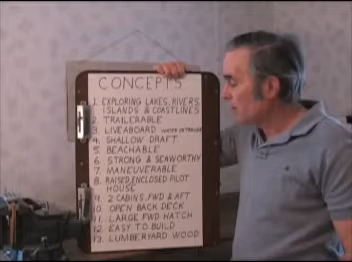 CONCEPTS
1. EXPLORING LAKES, RIVERS
ISLANDS & COASTLINES
2. TRAILERABLE
3. LIVEABOARD
4. SHALLOW DRAFT
5. BEACHABLE
6. STRONG & SEAWORTHY
7. MANEUVERABLE
8. RAISED ENCLOSED PILOT
HOUSE
9. 2 CABINS, FWD & AFT
10. OPEN BACK DECK
11. LARGE FWD HATCH
12. EASY TO BUILD
13. LUMBERYARD WOOD